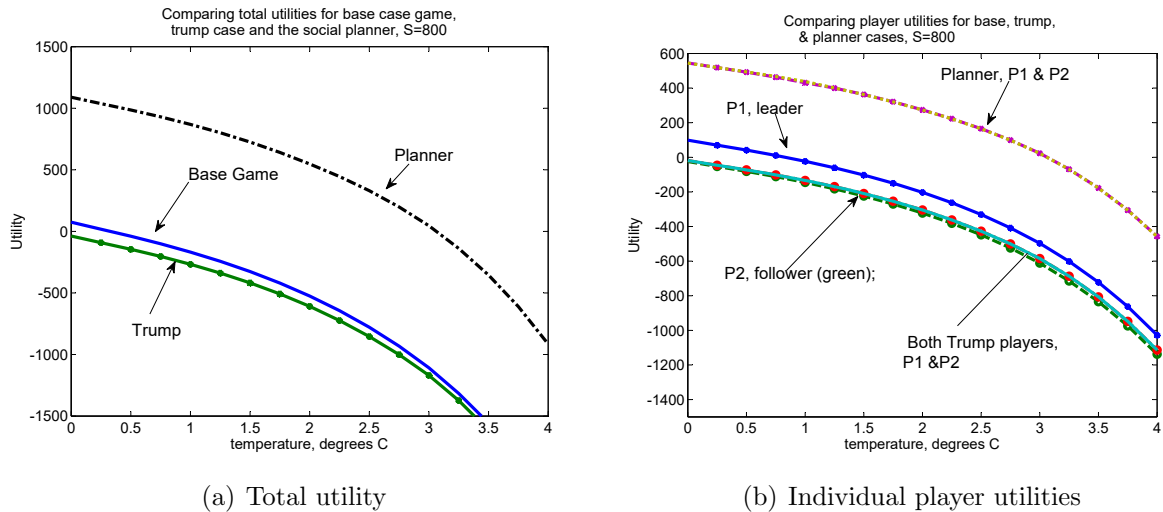 Comparing total utilities for base case game,
trump case and the social planner, S=800
1500
1000
500
0
-500
-1000
-1500
Utility
Planner
Base Game
Trump
0 0.5 1 1.5 2 2.5 3 3.5 4
temperature, degrees C
(a) Total utility
Comparing player utilities for base, trump,
& planner cases, S=800
600
400
200
0
-200
-400
-600
-800
-1000
-1200
-1400
Utility
Planner, P1 & P2
P1, leader
P2, follower (green);
Both Trump players,
P1 &P2
0 0.5 1 1.5 2 2.5 3 3.5 4
temperature, degrees C
(b) Individual player utilities